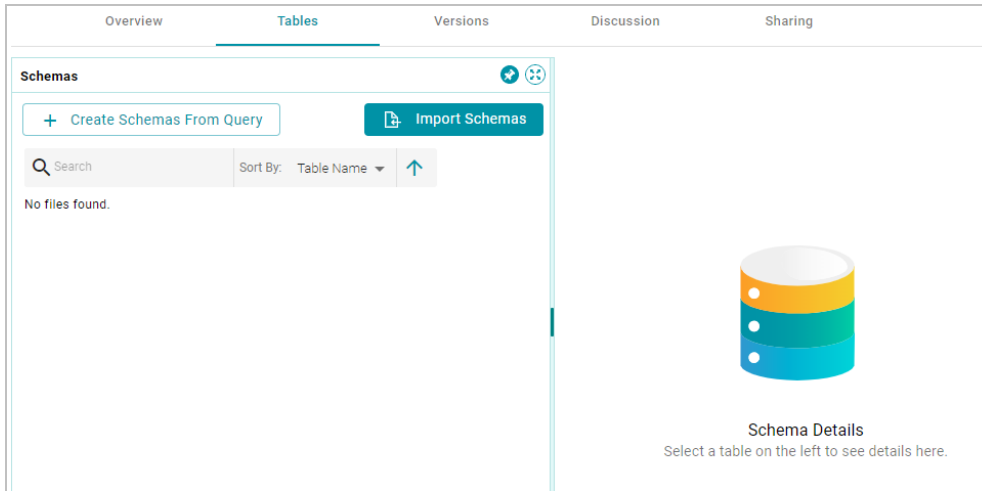 Overview Tables Versions Discussion Sharing
Schemas
+ Create Schemas From Query Import Schemas
Search Sort By: Table Name
No files found.
Schema Details
Select a table on the left to see details here.